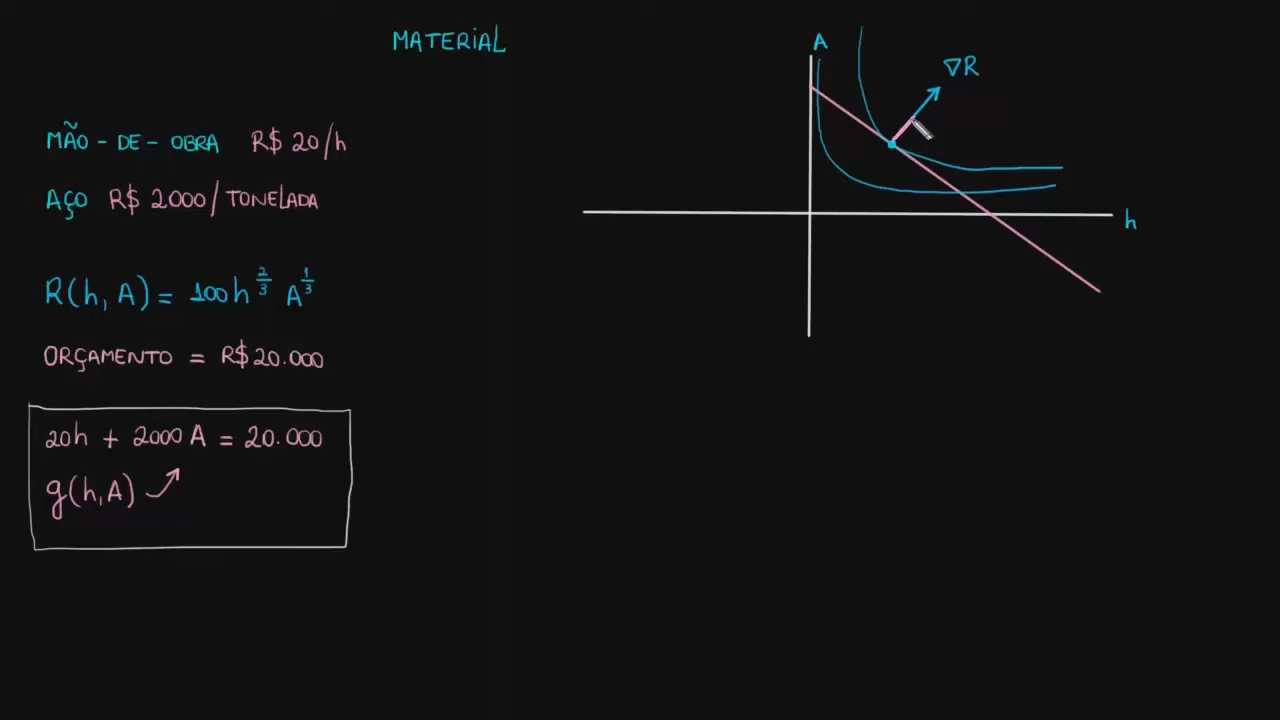 MATERIAL
MÃO-DE-OBRA R$ 20/h
AÇO R$ 2000/TONELADA
R(h, A) = 100h^{2/3} A^{1/3}
ORÇAMENTO = R$ 20.000
20h + 2000 A = 20.000
g(h, A)
A
∇R
h